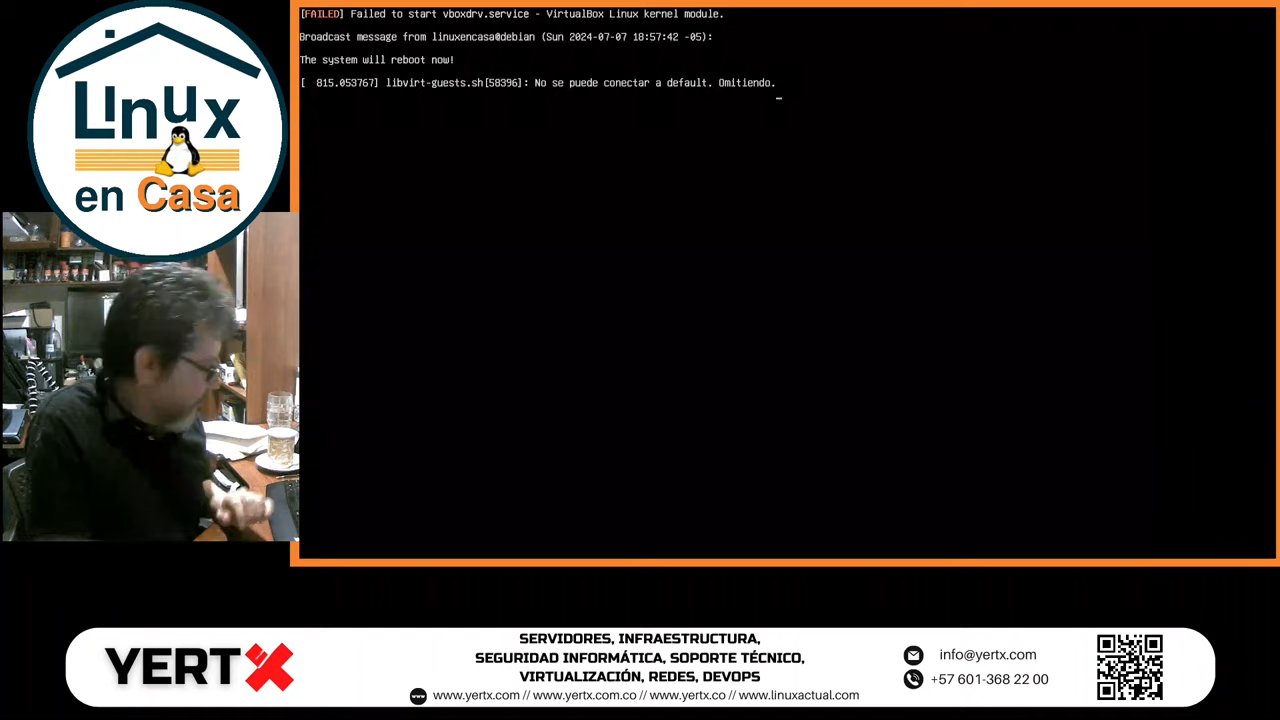 [FAILED] Failed to start vboxdrv.service - VirtualBox Linux kernel module.
Broadcast message from linuxencasa@debian (Sun 2024-07-07 18:57:42 -05):
The system will reboot now!
[  815.053767] libvirt-guests.sh[58396]: No se puede conectar a default. Omitiendo.
Linux
en Casa
YERTX
SERVIDORES, INFRAESTRUCTURA,
SEGURIDAD INFORMÁTICA, SOPORTE TÉCNICO,
VIRTUALIZACIÓN, REDES, DEVOPS
www.yertx.com // www.yertx.com.co // www.yertx.co // www.linuxactual.com
info@yertx.com
+57 601-368 22 00